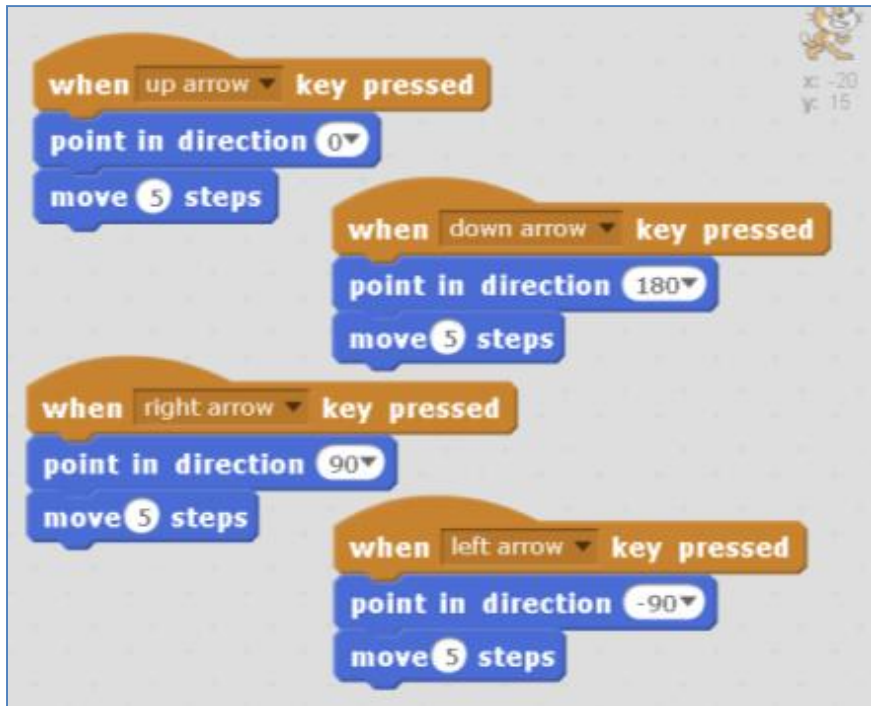 when up arrow key pressed
point in direction 0
move 5 steps
x: -20
y: 15
when down arrow key pressed
point in direction 180
move 5 steps
when right arrow key pressed
point in direction 90
move 5 steps
when left arrow key pressed
point in direction -90
move 5 steps